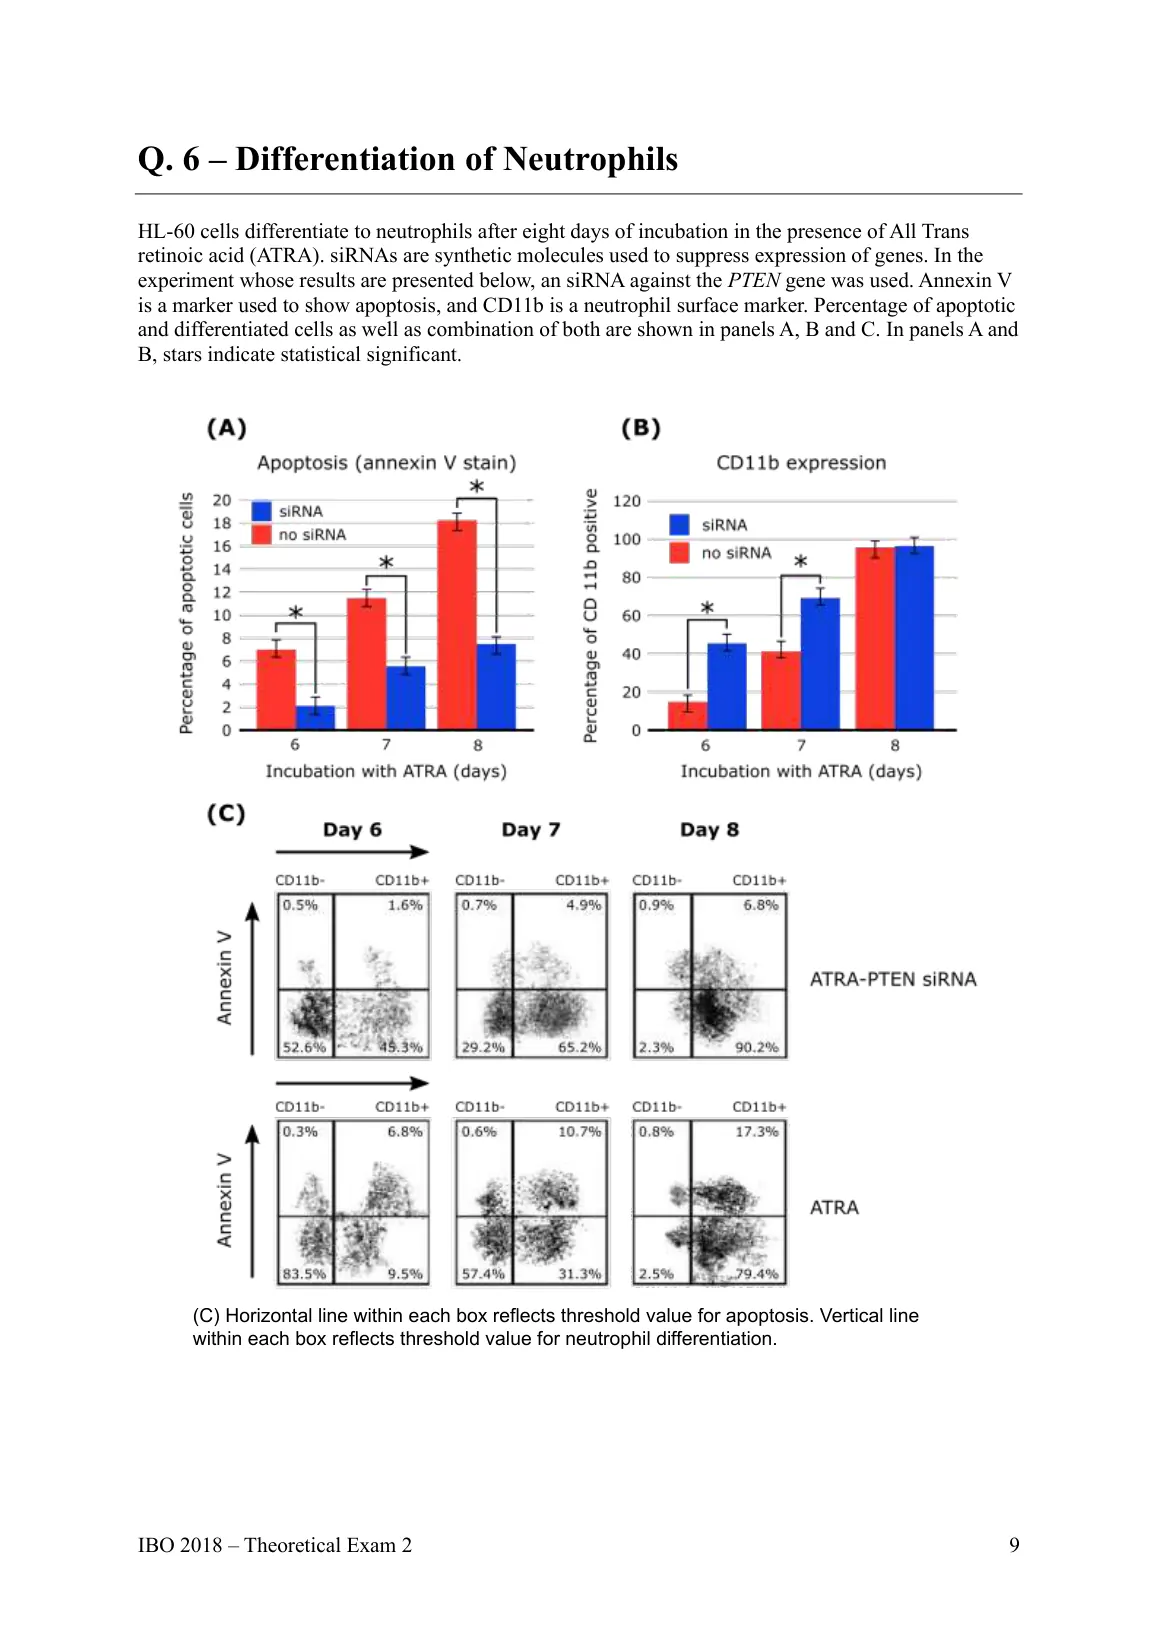 Q. 6 – Differentiation of Neutrophils
HL-60 cells differentiate to neutrophils after eight days of incubation in the presence of All Trans
retinoic acid (ATRA). siRNAs are synthetic molecules used to suppress expression of genes. In the
experiment whose results are presented below, an siRNA against the PTEN gene was used. Annexin V
is a marker used to show apoptosis, and CD11b is a neutrophil surface marker. Percentage of apoptotic
and differentiated cells as well as combination of both are shown in panels A, B and C. In panels A and
B, stars indicate statistical significant.
(A)
Apoptosis (annexin V stain)
Percentage of apoptotic cells
20
18
16
14
12
10
8
6
4
2
0
siRNA
no siRNA
*
*
*
6 7 8
Incubation with ATRA (days)
(B)
CD11b expression
Percentage of CD 11b positive
120
100
80
60
40
20
0
siRNA
no siRNA
*
*
6 7 8
Incubation with ATRA (days)
(C)
Day 6 Day 7 Day 8
CD11b- CD11b+ CD11b- CD11b+ CD11b- CD11b+
0.5% 1.6% 0.7% 4.9% 0.9% 6.8%
Annexin V
ATRA-PTEN siRNA
52.6% 45.3% 29.2% 65.2% 2.3% 90.2%
CD11b- CD11b+ CD11b- CD11b+ CD11b- CD11b+
0.3% 6.8% 0.6% 10.7% 0.8% 17.3%
Annexin V
ATRA
83.5% 9.5% 57.4% 31.3% 2.5% 79.4%
(C) Horizontal line within each box reflects threshold value for apoptosis. Vertical line
within each box reflects threshold value for neutrophil differentiation.
IBO 2018 – Theoretical Exam 2 9